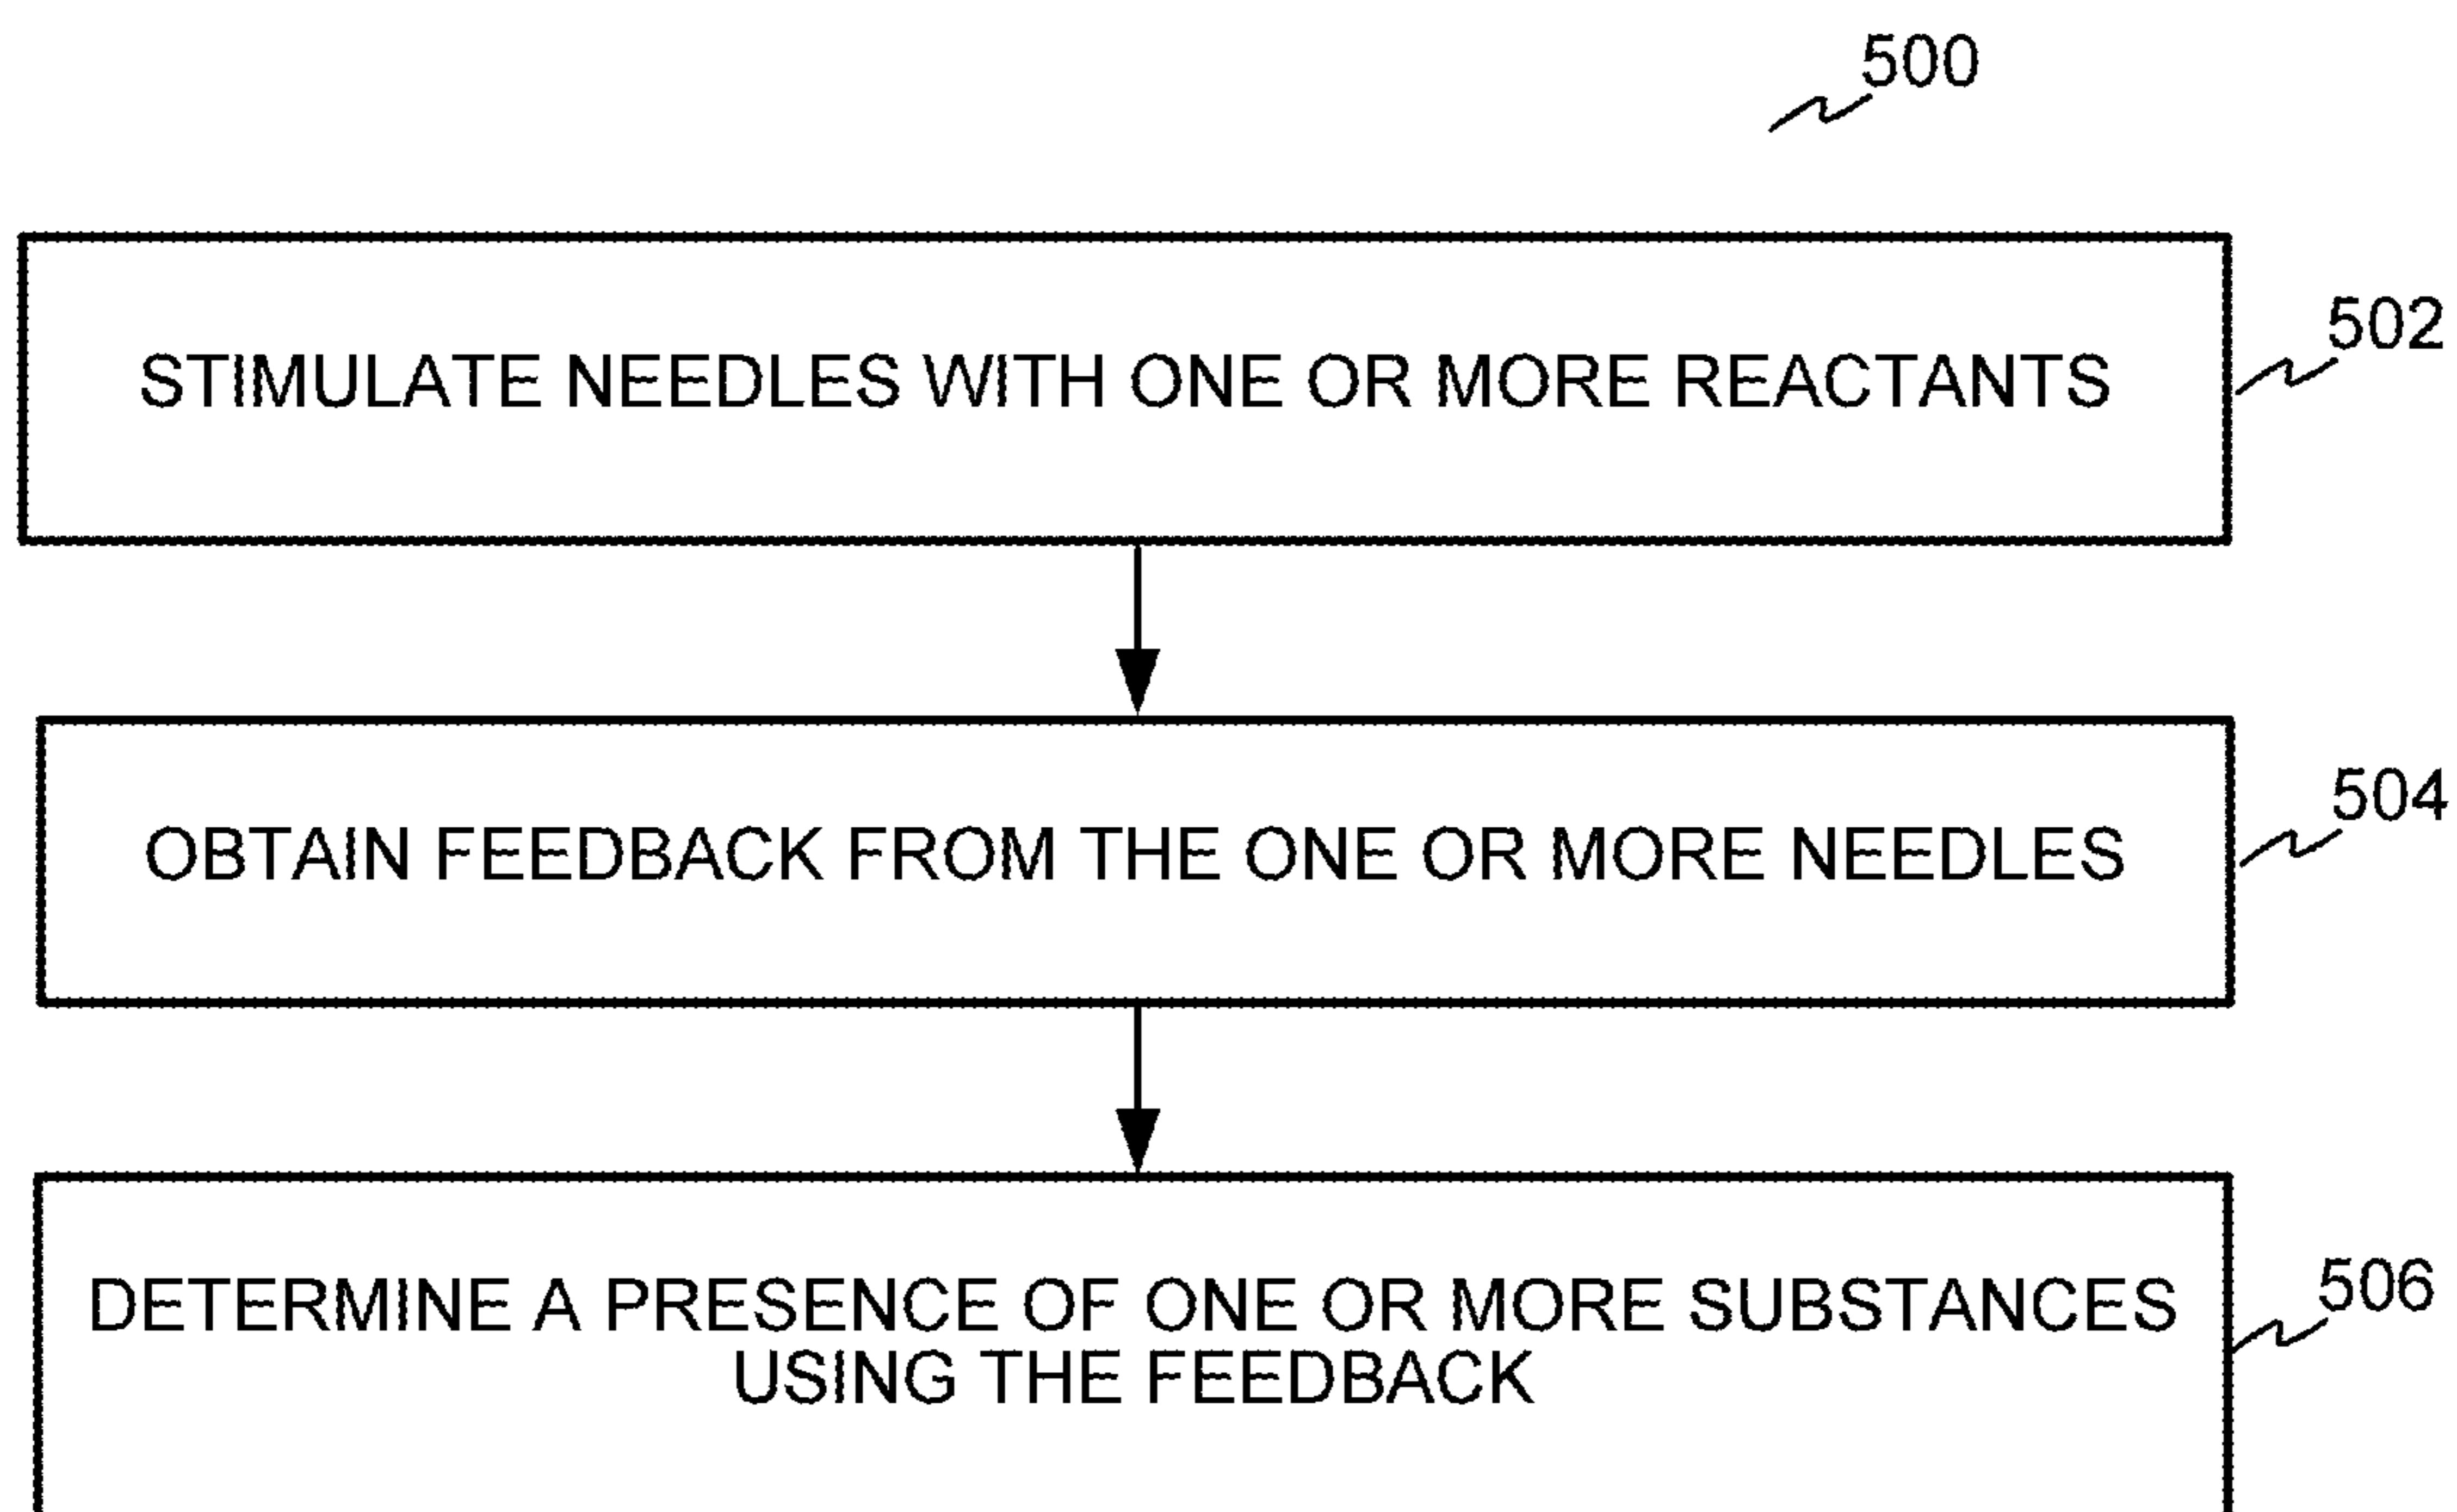 500
STIMULATE NEEDLES WITH ONE OR MORE REACTANTS
502
OBTAIN FEEDBACK FROM THE ONE OR MORE NEEDLES
504
DETERMINE A PRESENCE OF ONE OR MORE SUBSTANCES
USING THE FEEDBACK
506